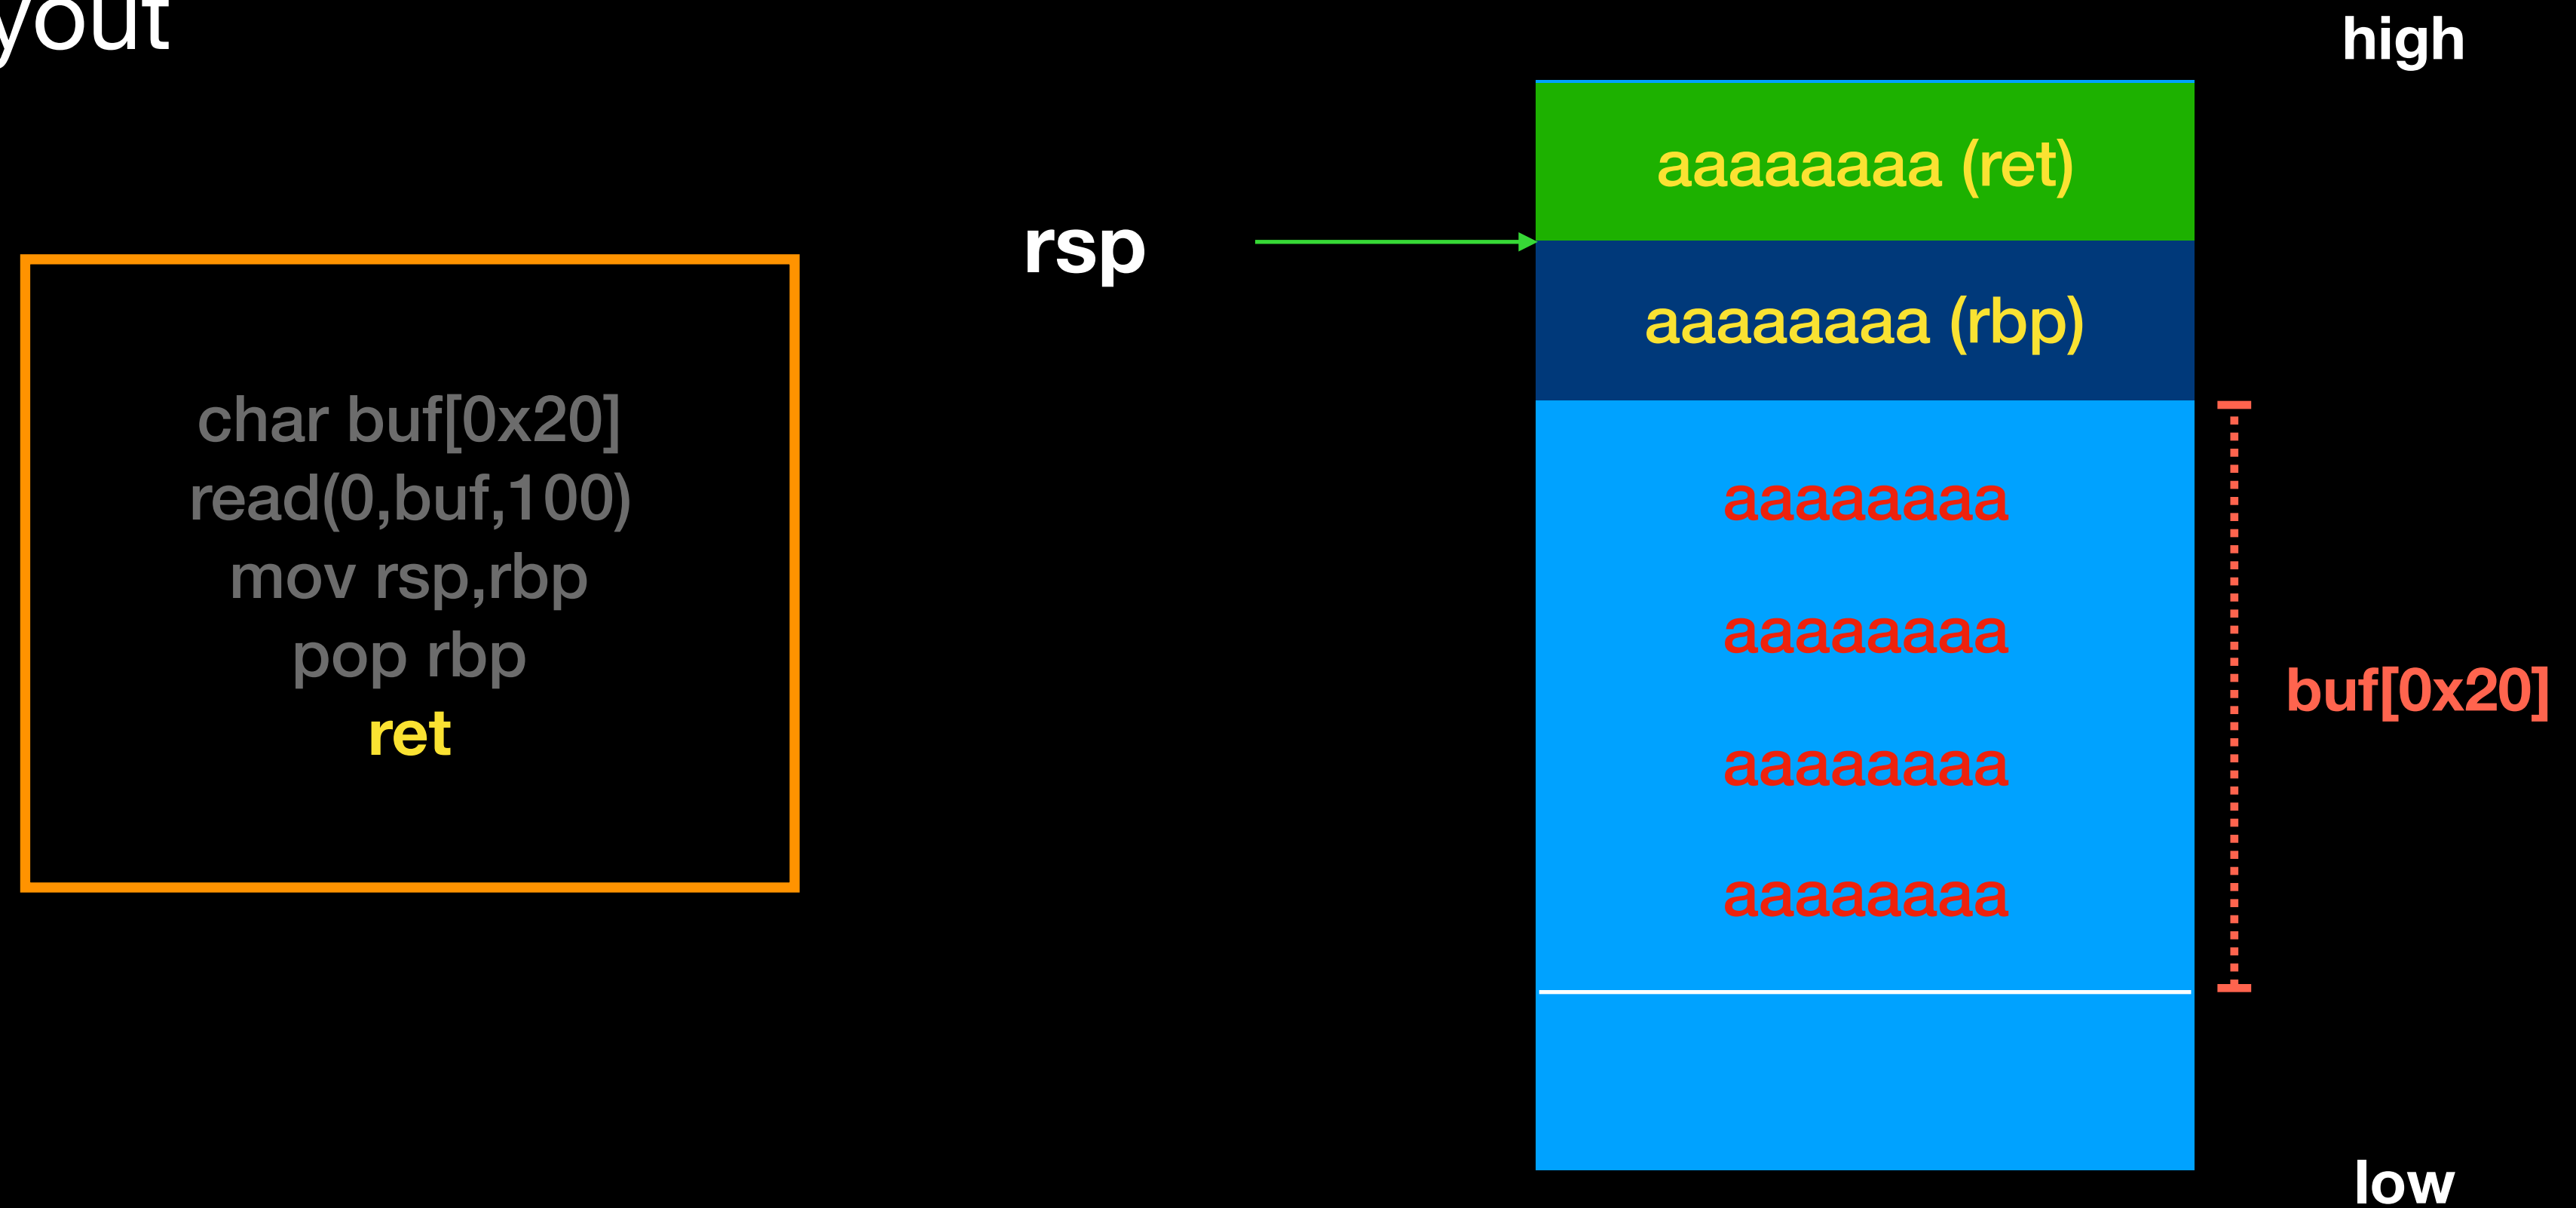 yout
high
aaaaaaaa (ret)
rsp
aaaaaaaa (rbp)
char buf[0x20]
read(0,buf,100)
mov rsp,rbp
pop rbp
ret
aaaaaaaa
aaaaaaaa
aaaaaaaa
aaaaaaaa
buf[0x20]
low